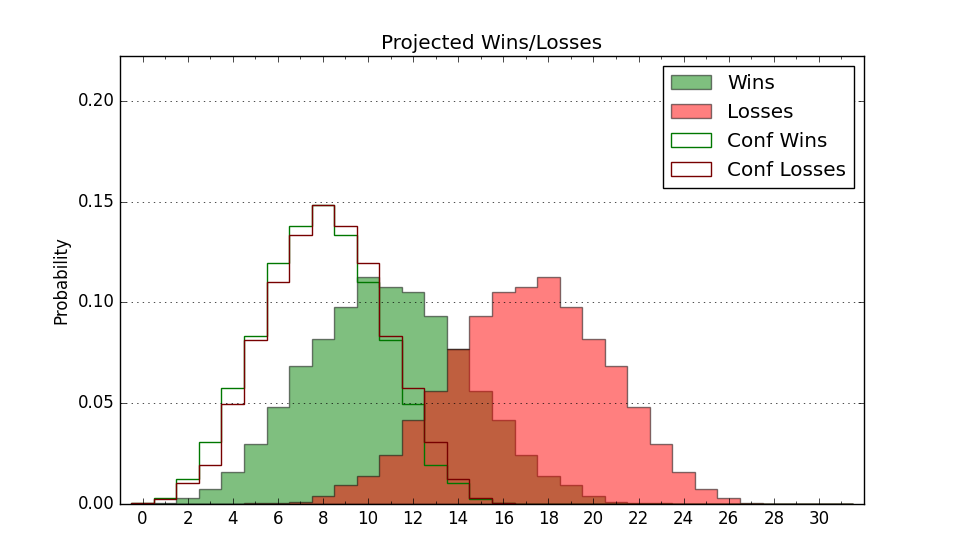 Projected Wins/Losses
Wins
Losses
Conf Wins
Conf Losses
Probability
0.20
0.15
0.10
0.05
0.00
0 2 4 6 8 10 12 14 16 18 20 22 24 26 28 30